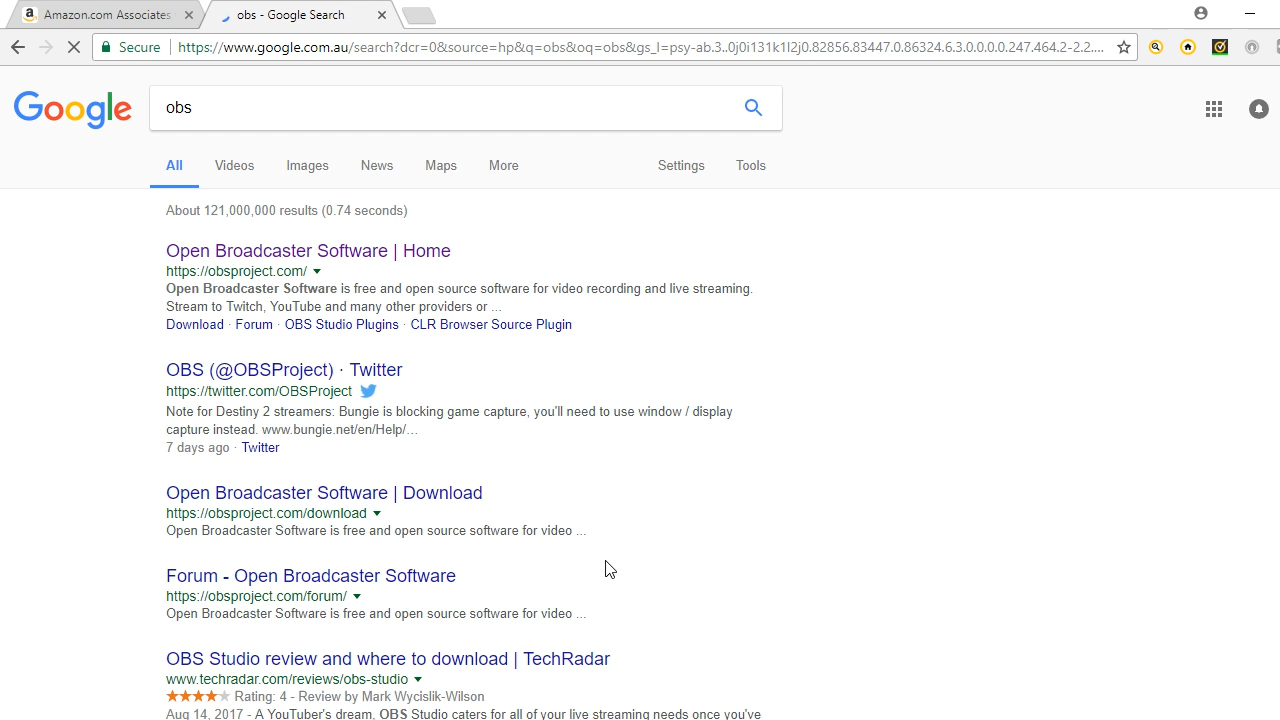 Amazon.com Associates
obs - Google Search
Secure
https://www.google.com.au/search?dcr=0&source=hp&q=obs&oq=obs&gs_l=psy-ab.3..0j0i131k1l2j0.82856.83447.0.86324.6.3.0.0.0.0.247.464.2-2.2....
Google
obs
All Videos Images News Maps More Settings Tools
About 121,000,000 results (0.74 seconds)
Open Broadcaster Software | Home
https://obsproject.com/
Open Broadcaster Software is free and open source software for video recording and live streaming.
Stream to Twitch, YouTube and many other providers or ...
Download · Forum · OBS Studio Plugins · CLR Browser Source Plugin
OBS (@OBSProject) · Twitter
https://twitter.com/OBSProject
Note for Destiny 2 streamers: Bungie is blocking game capture, you'll need to use window / display
capture instead. www.bungie.net/en/Help/...
7 days ago · Twitter
Open Broadcaster Software | Download
https://obsproject.com/download
Open Broadcaster Software is free and open source software for video ...
Forum - Open Broadcaster Software
https://obsproject.com/forum/
Open Broadcaster Software is free and open source software for video ...
OBS Studio review and where to download | TechRadar
www.techradar.com/reviews/obs-studio
Rating: 4 - Review by Mark Wycislik-Wilson
Aug 14, 2017 - A YouTuber's dream, OBS Studio caters for all of your live streaming needs once you've